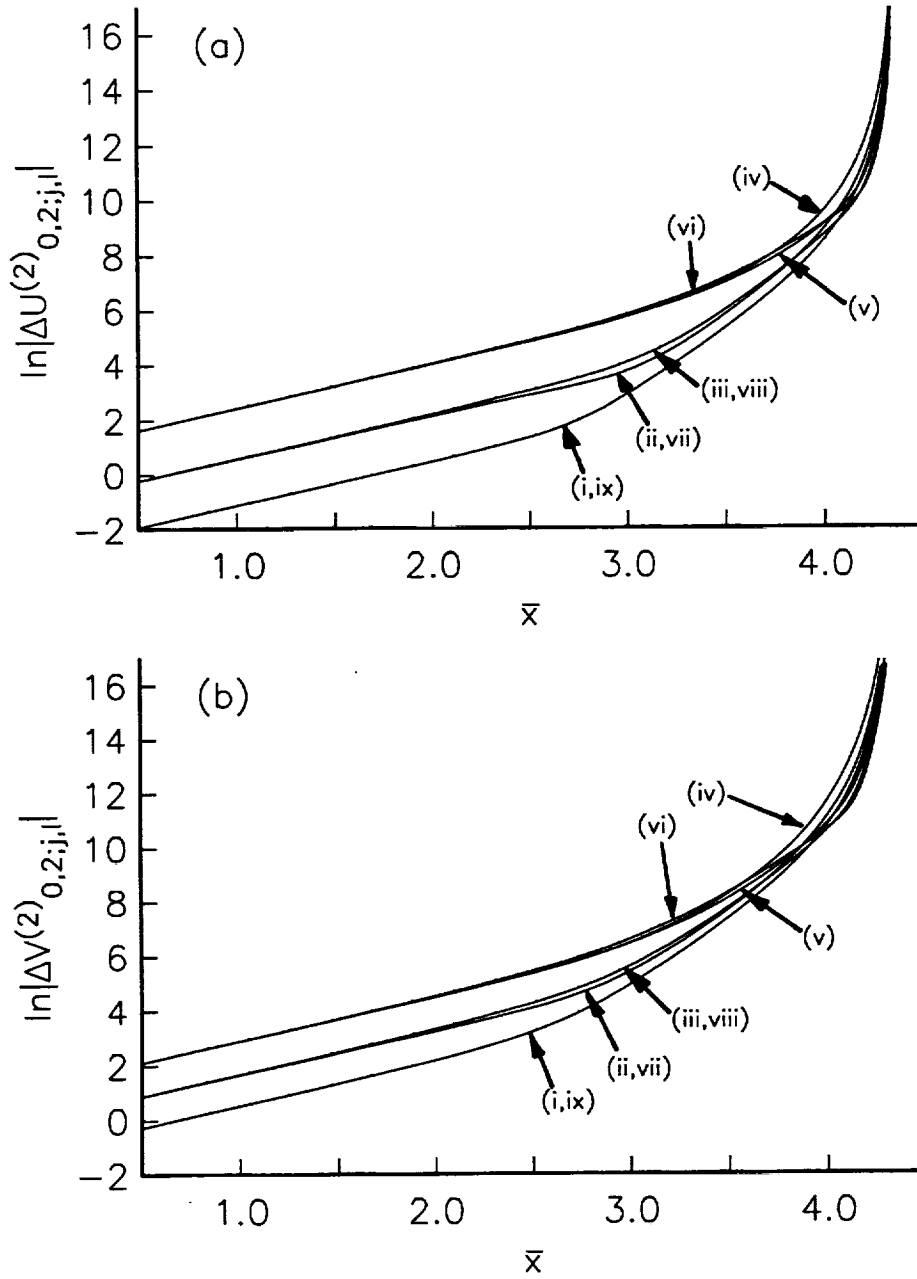 (a)
ln|ΔU⁽²⁾₀,₂;ⱼ,ₗ|
16
14
12
10
8
6
4
2
0
−2
(iv)
(vi)
(v)
(iii,viii)
(ii,vii)
(i,ix)
1.0 2.0 3.0 4.0
x̄
(b)
ln|ΔV⁽²⁾₀,₂;ⱼ,ₗ|
16
14
12
10
8
6
4
2
0
−2
(iv)
(vi)
(v)
(iii,viii)
(ii,vii)
(i,ix)
1.0 2.0 3.0 4.0
x̄